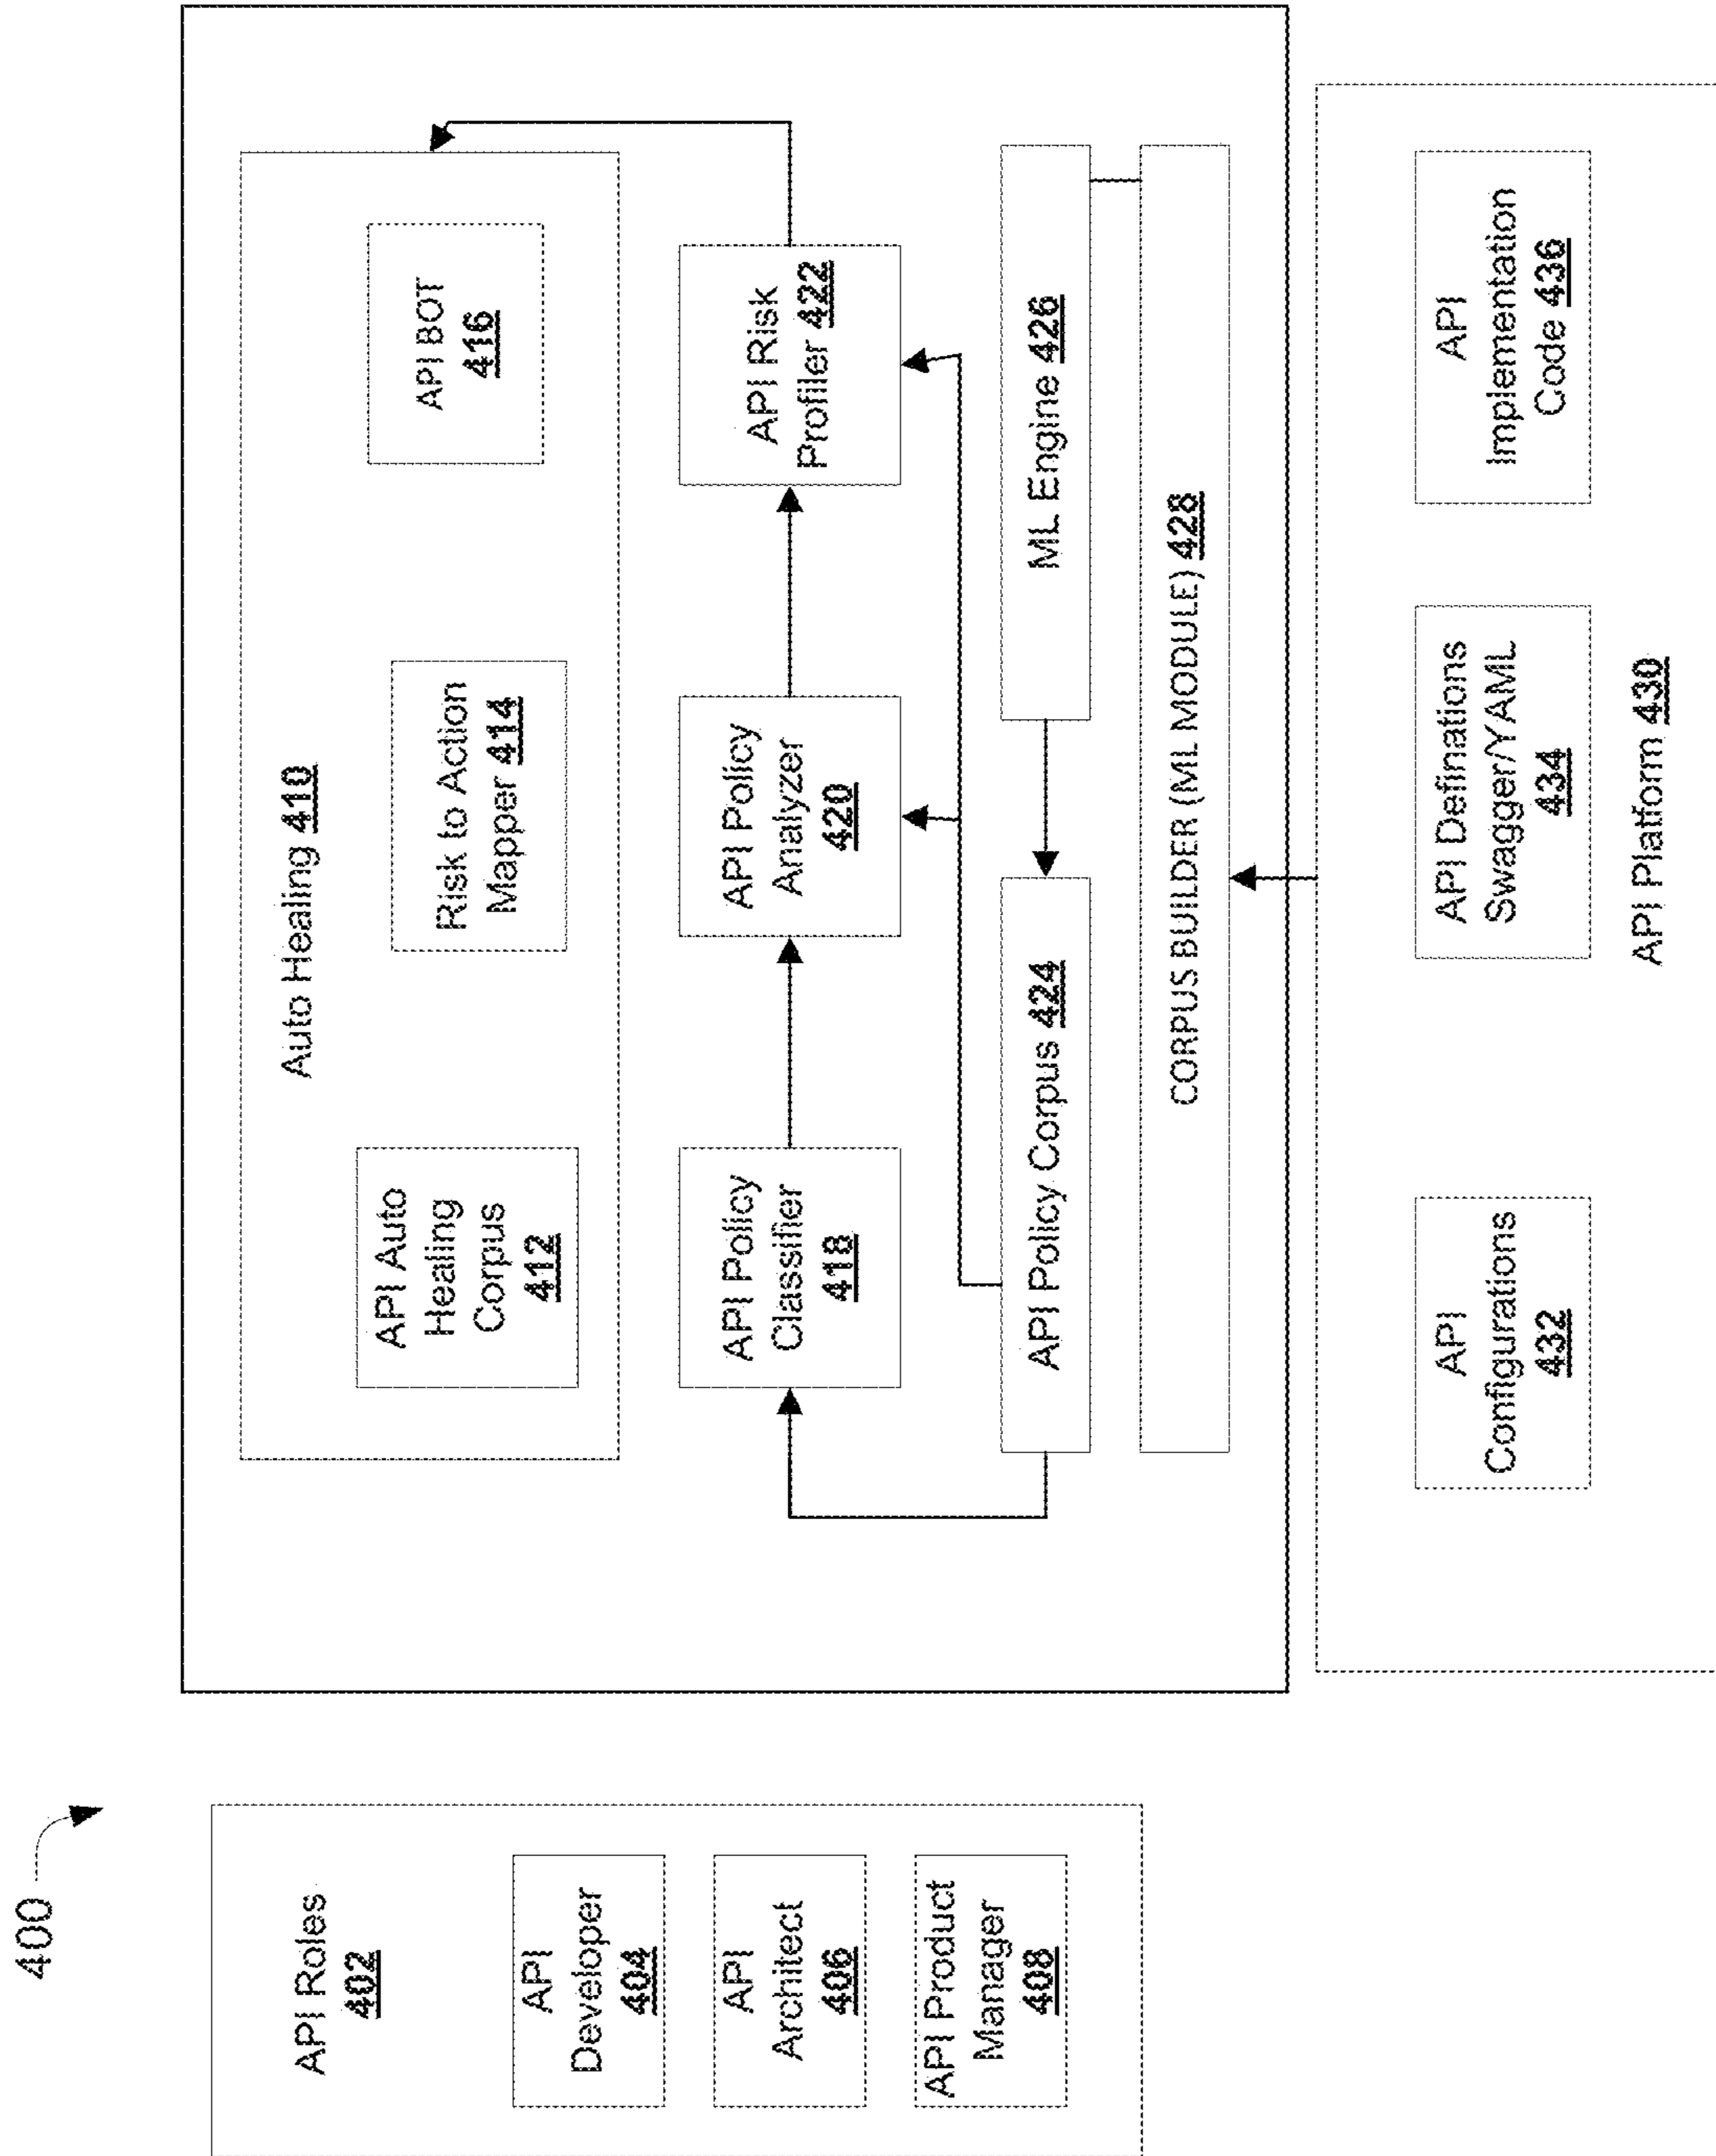 400
API Roles
402
API
Developer
404
API
Architect
406
API Product
Manager
408
Auto Healing 410
API Auto
Healing
Corpus
412
Risk to Action
Mapper 414
API BOT
416
API Policy
Classifier
418
API Policy
Analyzer
420
API Risk
Profiler 422
API Policy Corpus 424
ML Engine 426
CORPUS BUILDER (ML MODULE) 428
API
Configurations
432
API Definations
Swagger/YAML
434
API
Implementation
Code 436
API Platform 430